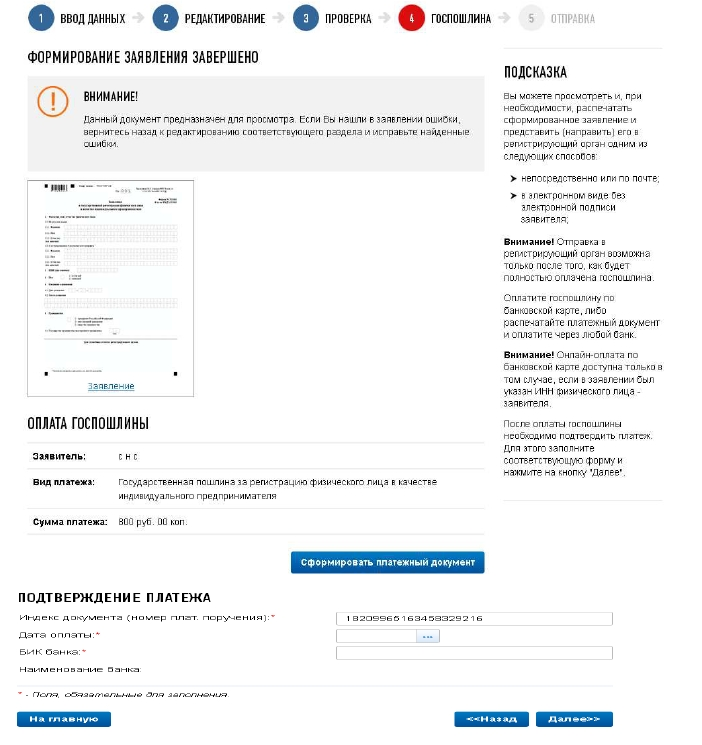 1 ВВОД ДАННЫХ 2 РЕДАКТИРОВАНИЕ 3 ПРОВЕРКА 4 ГОСПОШЛИНА 5 ОТПРАВКА
ФОРМИРОВАНИЕ ЗАЯВЛЕНИЯ ЗАВЕРШЕНО
ВНИМАНИЕ!
Данный документ предназначен для просмотра. Если Вы нашли в заявлении ошибки,
вернитесь назад к редактированию соответствующего раздела и исправьте найденные
ошибки.
Заявление
ОПЛАТА ГОСПОШЛИНЫ
Заявитель: с н с
Вид платежа: Государственная пошлина за регистрацию физического лица в качестве
индивидуального предпринимателя
Сумма платежа: 800 руб. 00 коп.
Сформировать платежный документ
ПОДСКАЗКА
Вы можете просмотреть и, при
необходимости, распечатать
сформированное заявление и
представить (направить) его в
регистрирующий орган одним из
следующих способов:
непосредственно или по почте;
в электронном виде без
электронной подписи
заявителя;
Внимание! Отправка в
регистрирующий орган возможна
только после того, как будет
полностью оплачена госпошлина.
Оплатите госпошлину по
банковской карте, либо
распечатайте платежный документ
и оплатите через любой банк.
Внимание! Онлайн-оплата по
банковской карте доступна только в
том случае, если в заявлении был
указан ИНН физического лица -
заявителя.
После оплаты госпошлины
необходимо подтвердить платеж.
Для этого заполните
соответствующую форму и
нажмите на кнопку "Далее".
ПОДТВЕРЖДЕНИЕ ПЛАТЕЖА
Индекс документа (номер плат. поручения):* 18209965163458329216
Дата оплаты:* ...
БИК банка:*
Наименование банка:
* - Поля, обязательные для заполнения.
На главную <<Назад Далее>>